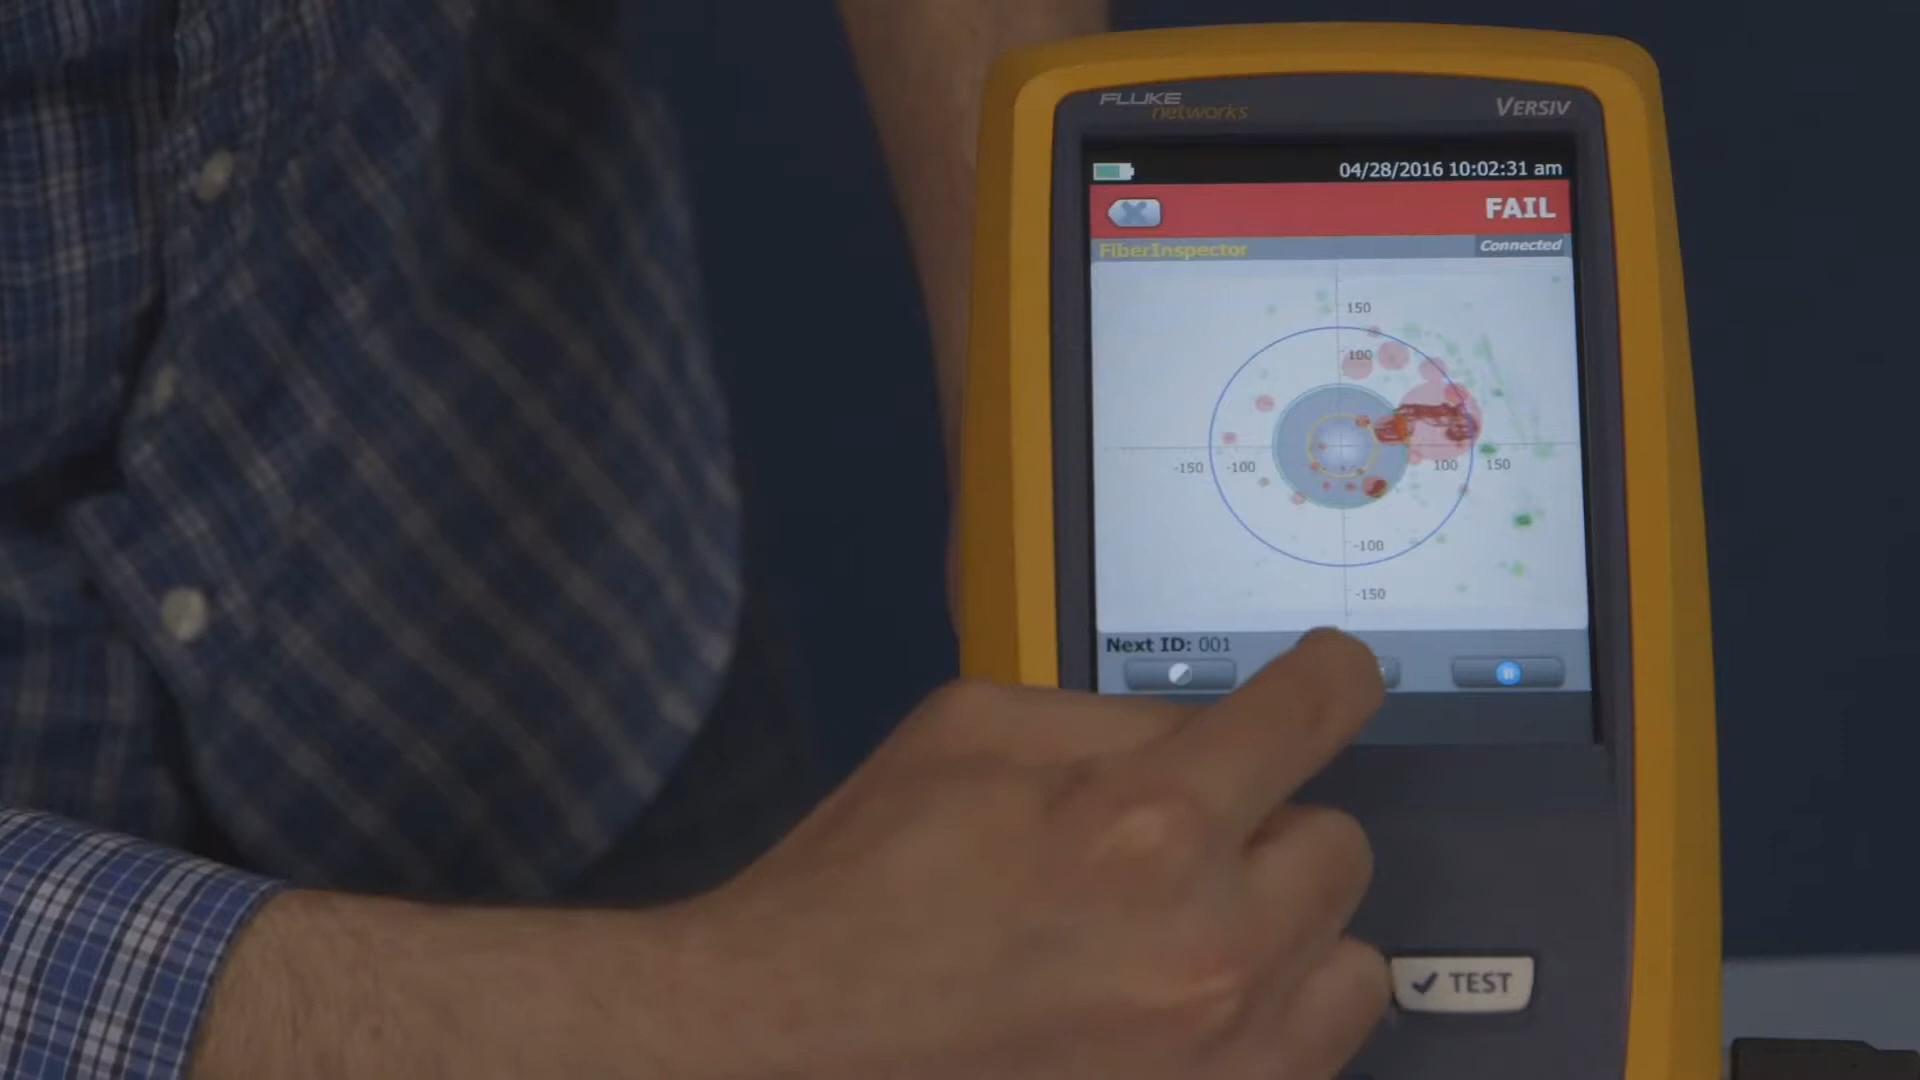 FLUKE networks
VERSIV
04/28/2016 10:02:31 am
FAIL
FiberInspector
Connected
150
100
-150 -100 100 150
-100
-150
Next ID: 001
TEST